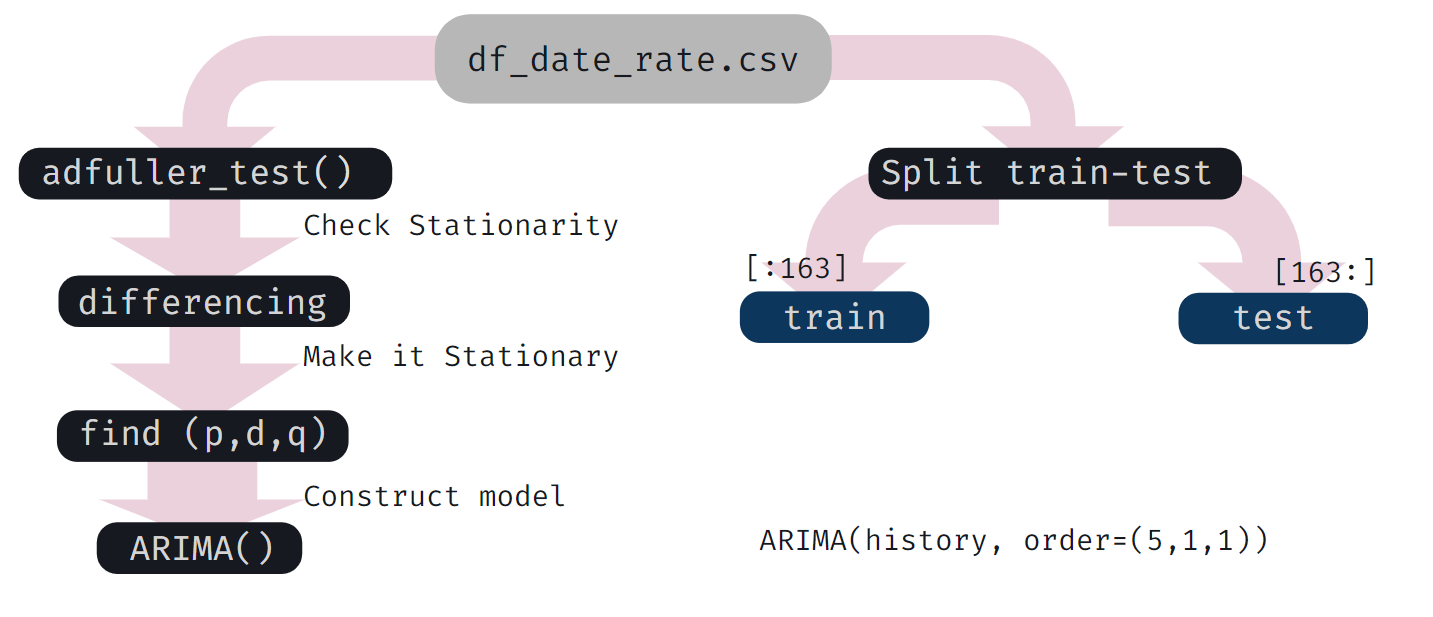 df_date_rate.csv
adfuller_test()
Split train-test
Check Stationarity
[:163]
[163:]
differencing
train
test
Make it Stationary
find (p,d,q)
Construct model
ARIMA()
ARIMA(history, order=(5,1,1))